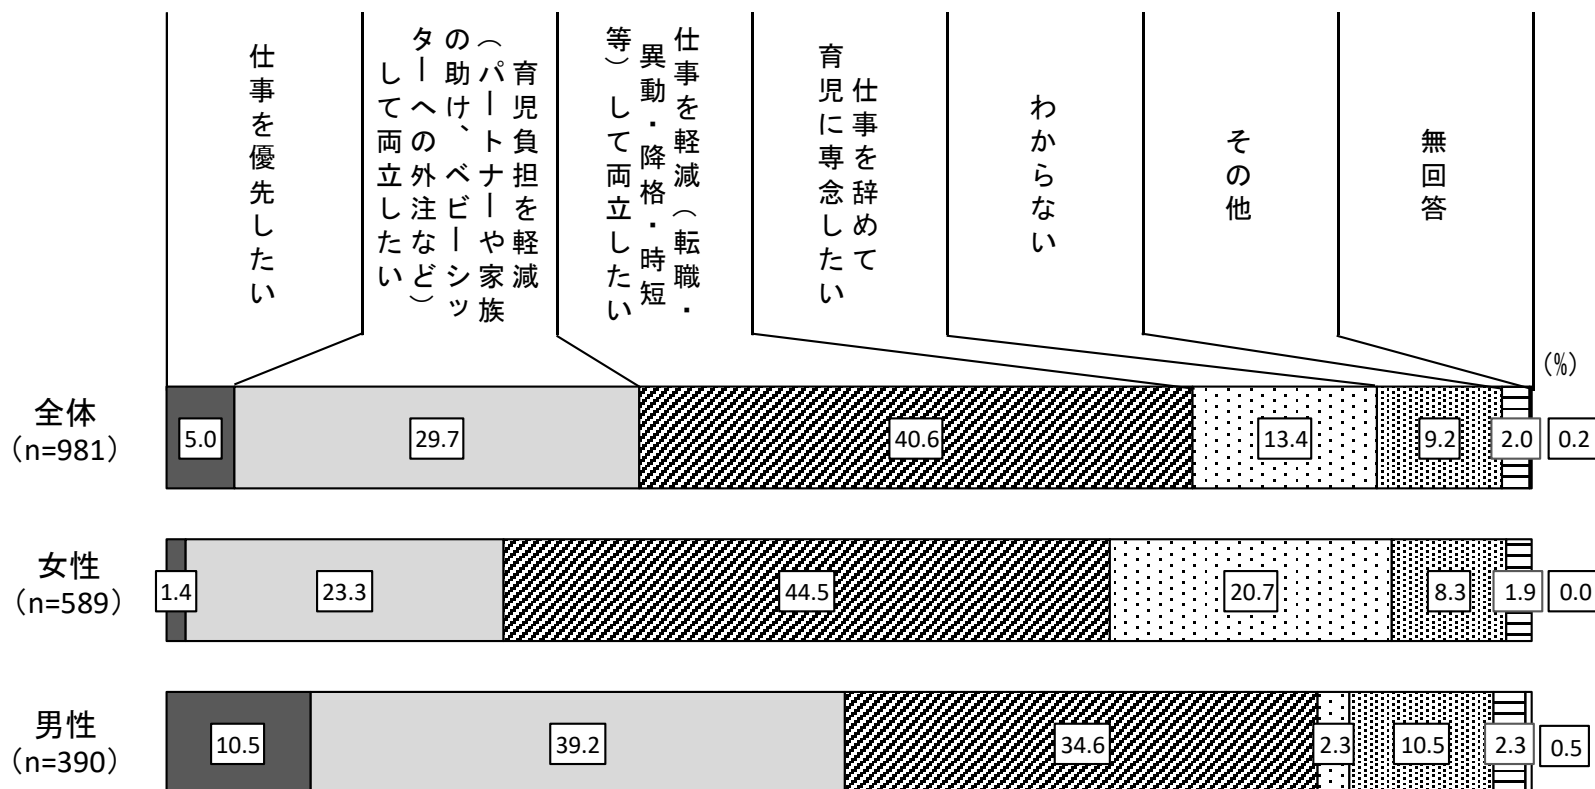 仕事を優先したい
育児負担を軽減
（パートナーや家族
の助け、ベビーシッ
ターへの外注など）
して両立したい
仕事を軽減（転職・
異動・降格・時短
等）して両立したい
仕事を辞めて
育児に専念したい
わからない
その他
無回答
(%)
全体
（n=981）
5.0
29.7
40.6
13.4
9.2
2.0
0.2
女性
（n=589）
1.4
23.3
44.5
20.7
8.3
1.9
0.0
男性
（n=390）
10.5
39.2
34.6
2.3
10.5
2.3
0.5